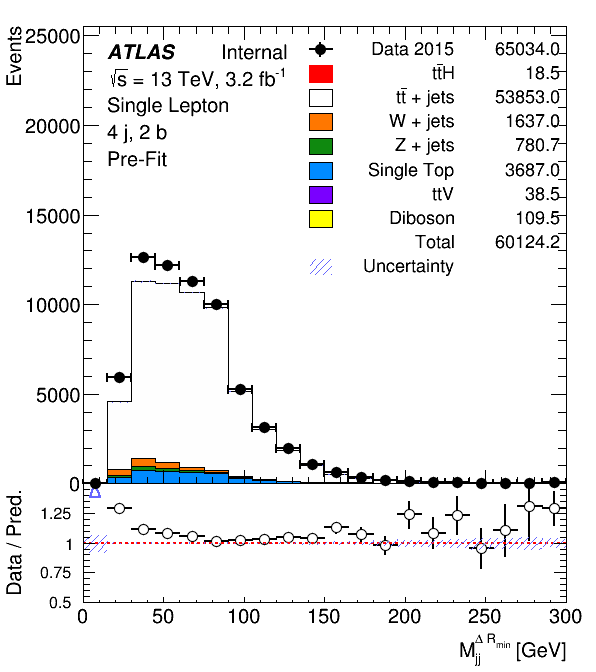 Events
25000
20000
15000
10000
5000
0
ATLAS Internal
√s = 13 TeV, 3.2 fb⁻¹
Single Lepton
4 j, 2 b
Pre-Fit
Data 2015 65034.0
tt̄H 18.5
tt̄ + jets 53853.0
W + jets 1637.0
Z + jets 780.7
Single Top 3687.0
ttV 38.5
Diboson 109.5
Total 60124.2
Uncertainty
Data / Pred.
1.25
1
0.75
0.5
0 50 100 150 200 250 300
M_jj^Δ R_min [GeV]